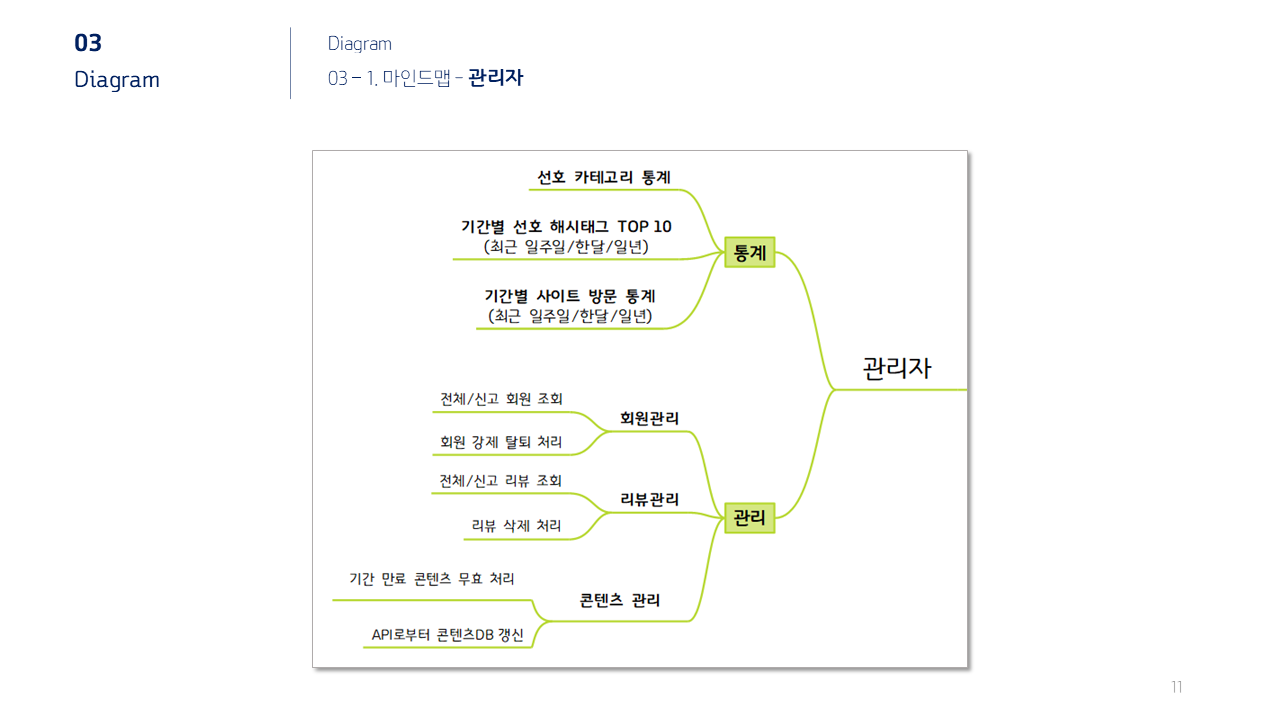 03
Diagram
Diagram
03 – 1. 마인드맵 – 관리자
선호 카테고리 통계
기간별 선호 해시태그 TOP 10
(최근 일주일/한달/일년)
기간별 사이트 방문 통계
(최근 일주일/한달/일년)
통계
관리자
전체/신고 회원 조회
회원 강제 탈퇴 처리
회원관리
전체/신고 리뷰 조회
리뷰 삭제 처리
리뷰관리
관리
기간 만료 콘텐츠 무효 처리
API로부터 콘텐츠DB 갱신
콘텐츠 관리
11